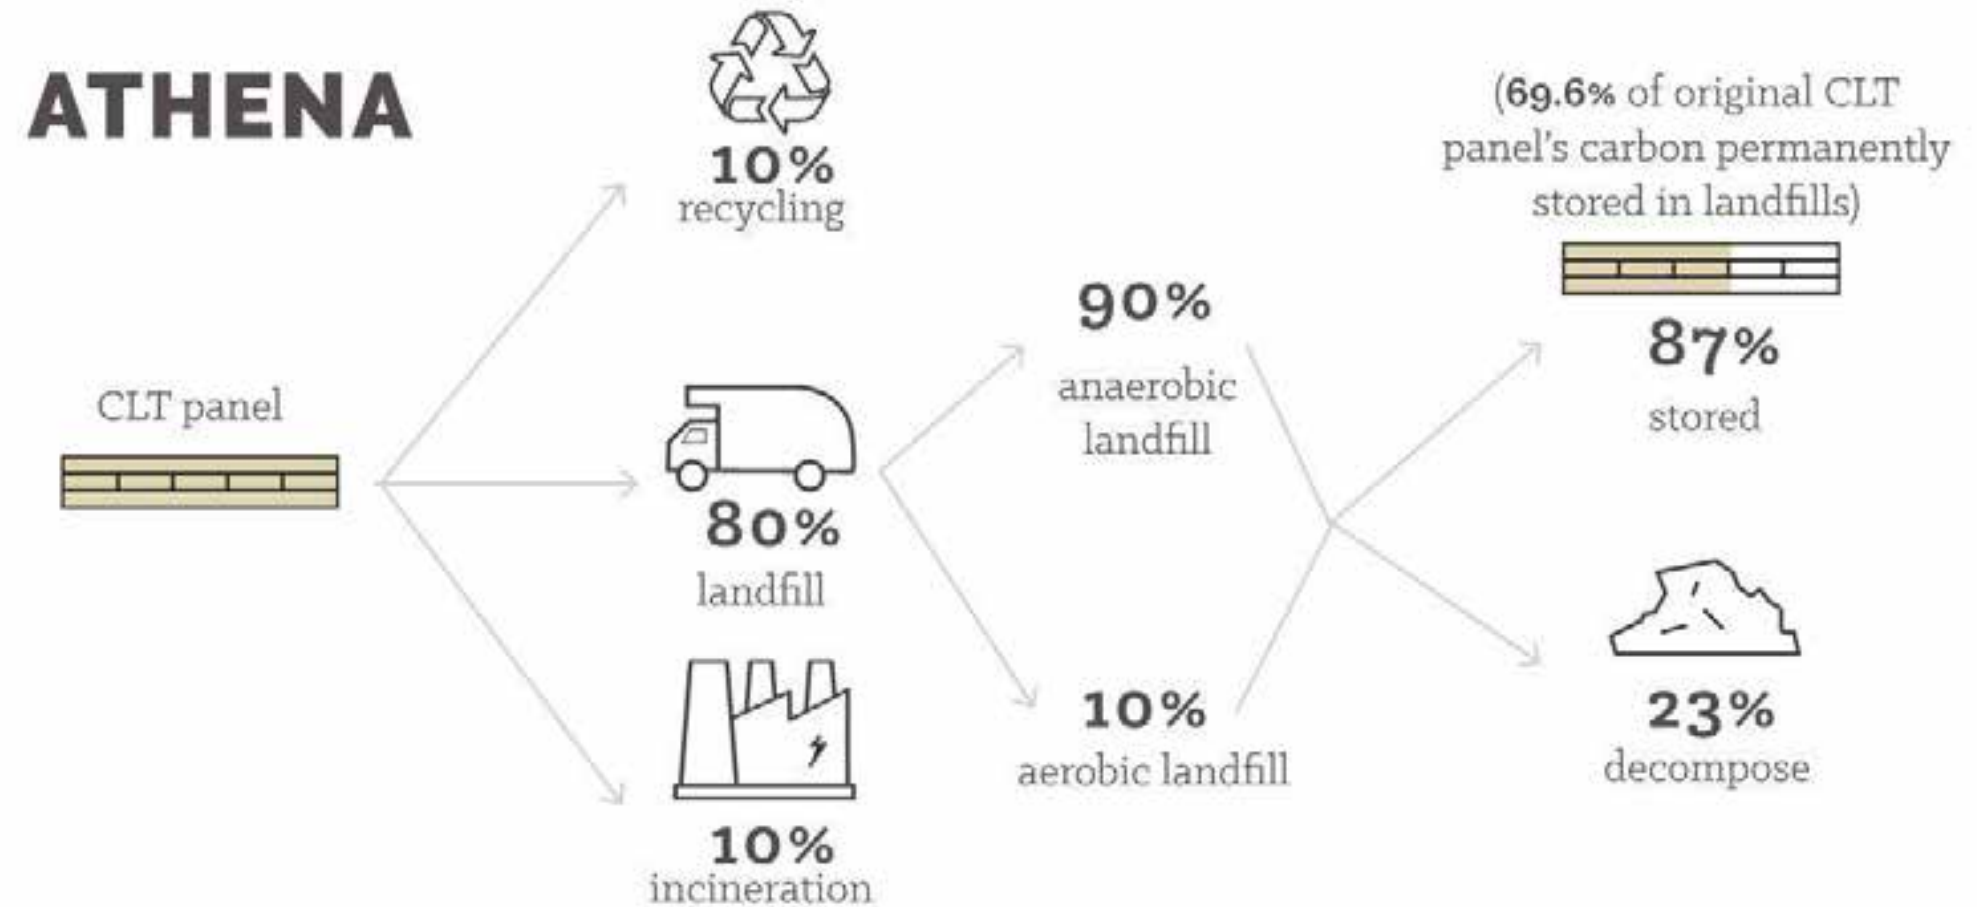 ATHENA
10%
recycling
(69.6% of original CLT
panel's carbon permanently
stored in landfills)
CLT panel
80%
landfill
90%
anaerobic
landfill
87%
stored
10%
incineration
10%
aerobic landfill
23%
decompose